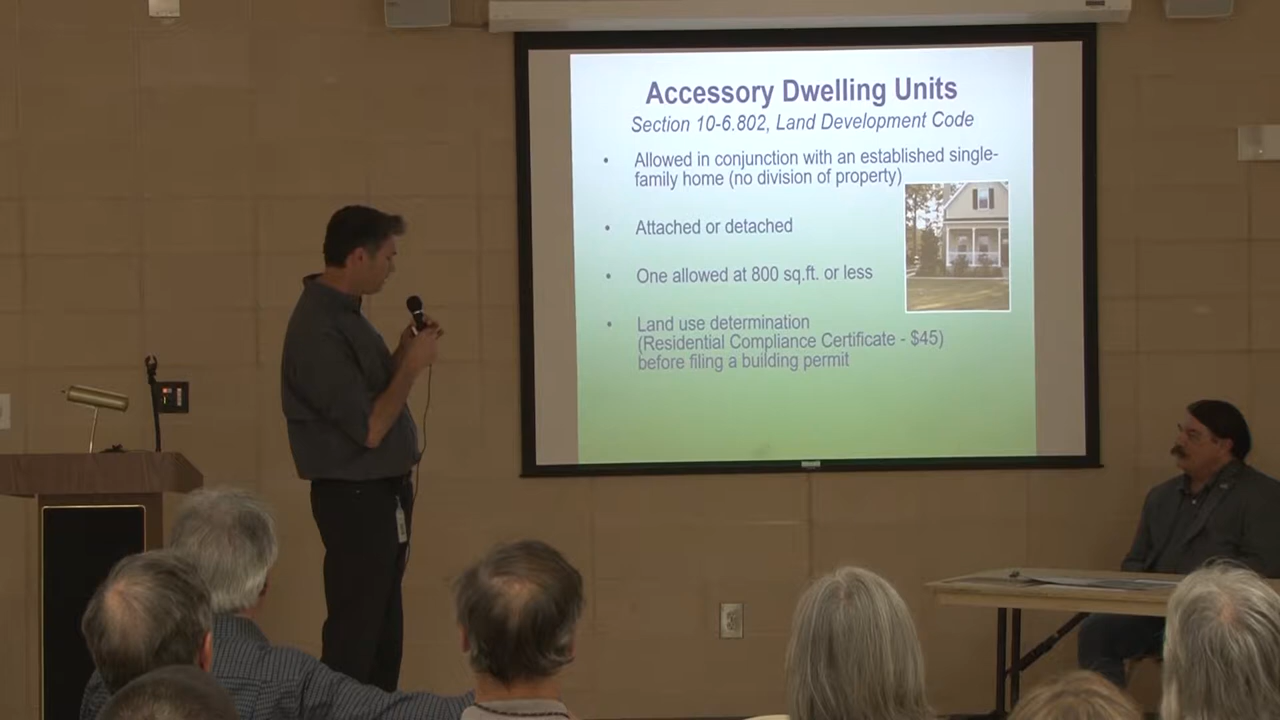 Accessory Dwelling Units
Section 10-6.802, Land Development Code
• Allowed in conjunction with an established single-
family home (no division of property)
• Attached or detached
• One allowed at 800 sq.ft. or less
• Land use determination
(Residential Compliance Certificate - $45)
before filing a building permit